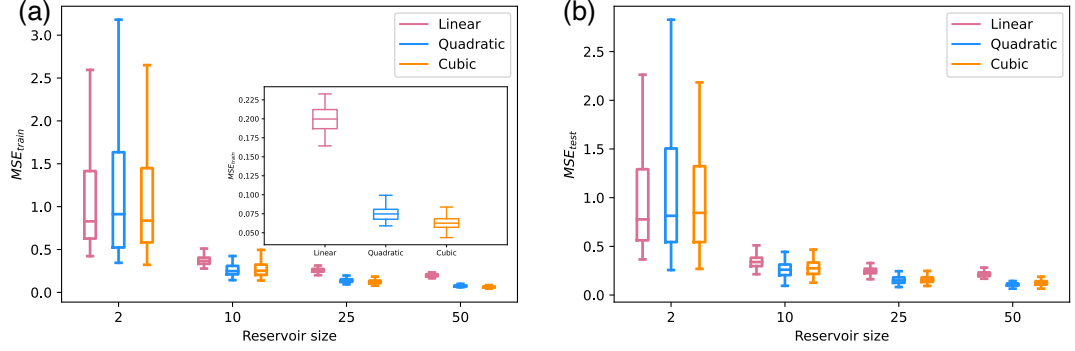 (a)
Linear
Quadratic
Cubic
3.0
2.5
2.0
1.5
1.0
0.5
0.0
MSE_train
2
10
25
50
Reservoir size
0.225
0.200
0.175
0.150
0.125
0.100
0.075
0.050
MSE_train
Linear
Quadratic
Cubic
(b)
Linear
Quadratic
Cubic
2.5
2.0
1.5
1.0
0.5
0.0
MSE_test
2
10
25
50
Reservoir size